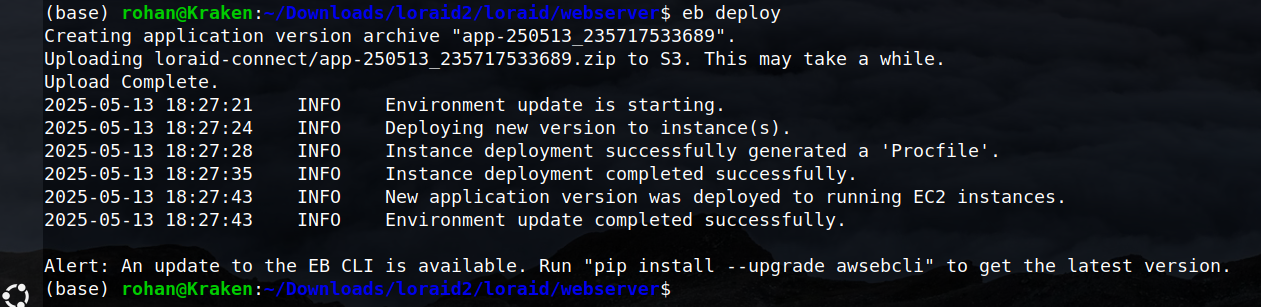 (base) rohan@Kraken:~/Downloads/loraid2/loraid/webserver$ eb deploy
Creating application version archive "app-250513_235717533689".
Uploading loraid-connect/app-250513_235717533689.zip to S3. This may take a while.
Upload Complete.
2025-05-13 18:27:21    INFO    Environment update is starting.
2025-05-13 18:27:24    INFO    Deploying new version to instance(s).
2025-05-13 18:27:28    INFO    Instance deployment successfully generated a 'Procfile'.
2025-05-13 18:27:35    INFO    Instance deployment completed successfully.
2025-05-13 18:27:43    INFO    New application version was deployed to running EC2 instances.
2025-05-13 18:27:43    INFO    Environment update completed successfully.
Alert: An update to the EB CLI is available. Run "pip install --upgrade awsebcli" to get the latest version.
(base) rohan@Kraken:~/Downloads/loraid2/loraid/webserver$